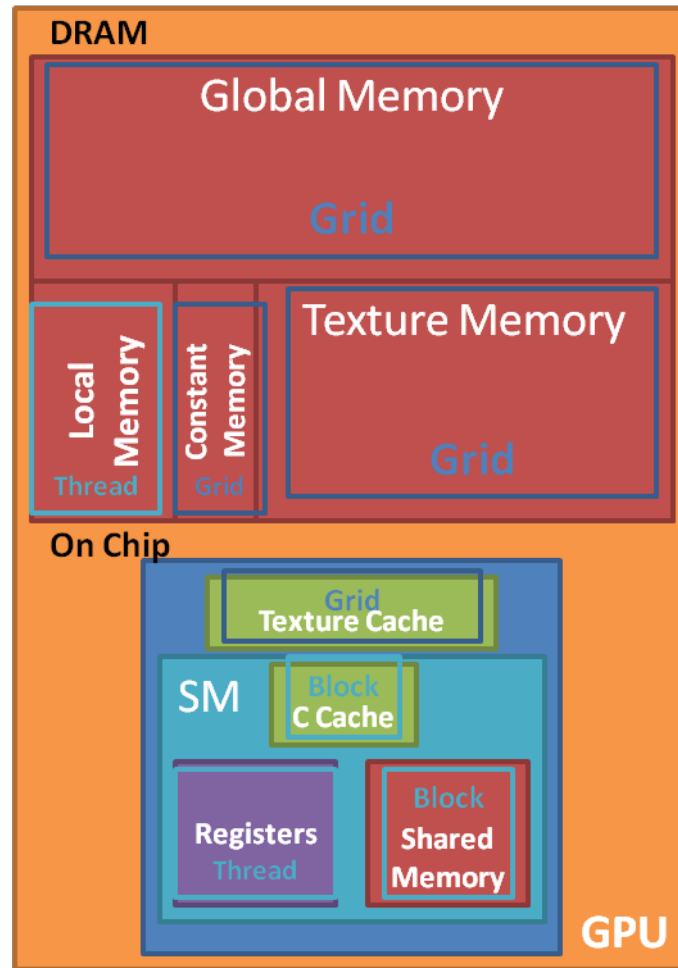 DRAM
Global Memory
Grid
Local
Memory
Thread
Constant
Memory
Grid
Texture Memory
Grid
On Chip
Grid
Texture Cache
SM
Block
C Cache
Registers
Thread
Block
Shared
Memory
GPU